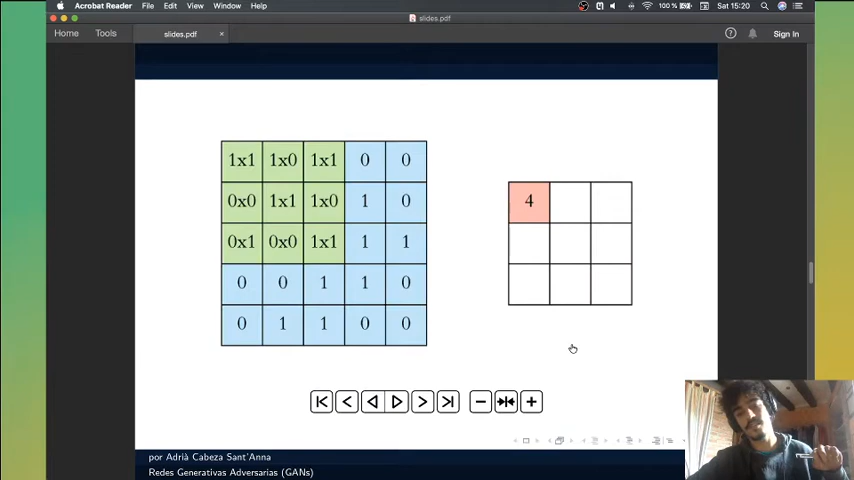 Acrobat Reader File Edit View Window Help 100 % Sat 15:20
slides.pdf
Home Tools slides.pdf × Sign In
1x1 1x0 1x1 0 0
0x0 1x1 1x0 1 0
0x1 0x0 1x1 1 1
0 0 1 1 0
0 1 1 0 0
4
por Adrià Cabeza Sant'Anna
Redes Generativas Adversarias (GANs)